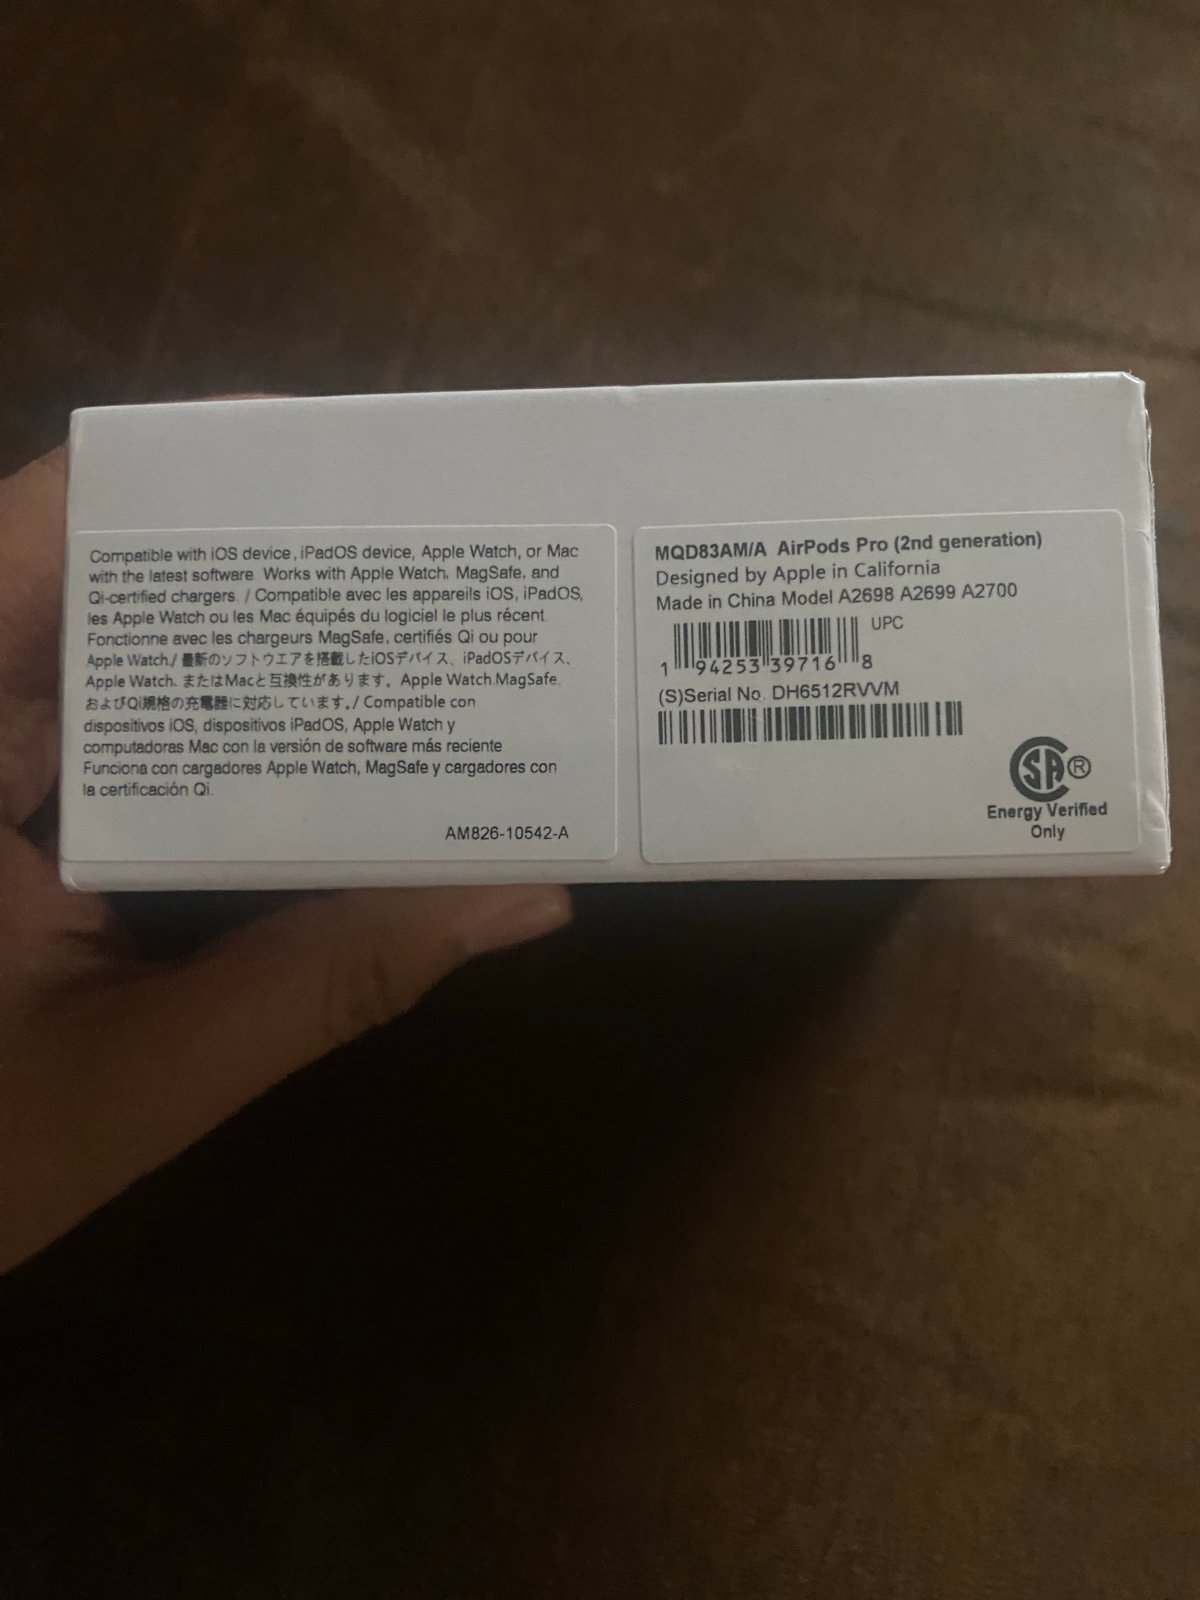 Compatible with iOS device, iPadOS device, Apple Watch, or Mac
with the latest software. Works with Apple Watch, MagSafe, and
Qi-certified chargers. / Compatible avec les appareils iOS, iPadOS,
les Apple Watch ou les Mac équipés du logiciel le plus récent
Fonctionne avec les chargeurs MagSafe, certifiés Qi ou pour
Apple Watch./ 最新のソフトウエアを搭載したiOSデバイス、iPadOSデバイス、
Apple Watch、またはMacと互換性があります。Apple Watch.MagSafe、
およびQi規格の充電器に対応しています。/ Compatible con
dispositivos iOS, dispositivos iPadOS, Apple Watch y
computadoras Mac con la versión de software más reciente
Funciona con cargadores Apple Watch, MagSafe y cargadores con
la certificación Qi.
AM826-10542-A
MQD83AM/A AirPods Pro (2nd generation)
Designed by Apple in California
Made in China Model A2698 A2699 A2700
UPC
1 94253 39716 8
(S)Serial No. DH6512RVVM
SA®
Energy Verified
Only